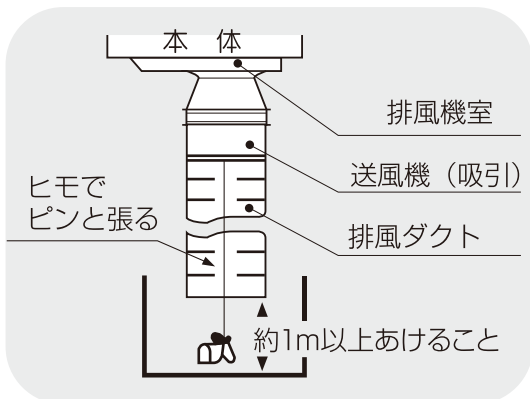 本 体
排風機室
送風機（吸引）
ヒモで
ピンと張る
排風ダクト
約1m以上あけること